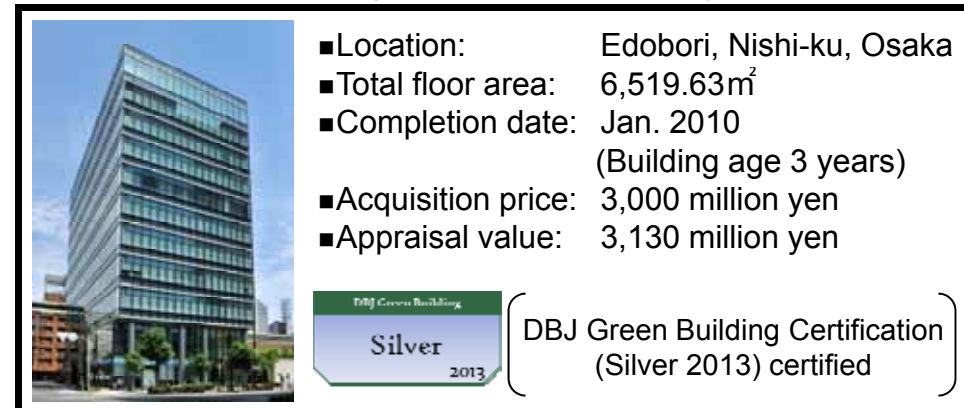 ■Location: Edobori, Nishi-ku, Osaka
■Total floor area: 6,519.63㎡
■Completion date: Jan. 2010
(Building age 3 years)
■Acquisition price: 3,000 million yen
■Appraisal value: 3,130 million yen
DBJ Green Building
Silver
2013
DBJ Green Building Certification
(Silver 2013) certified